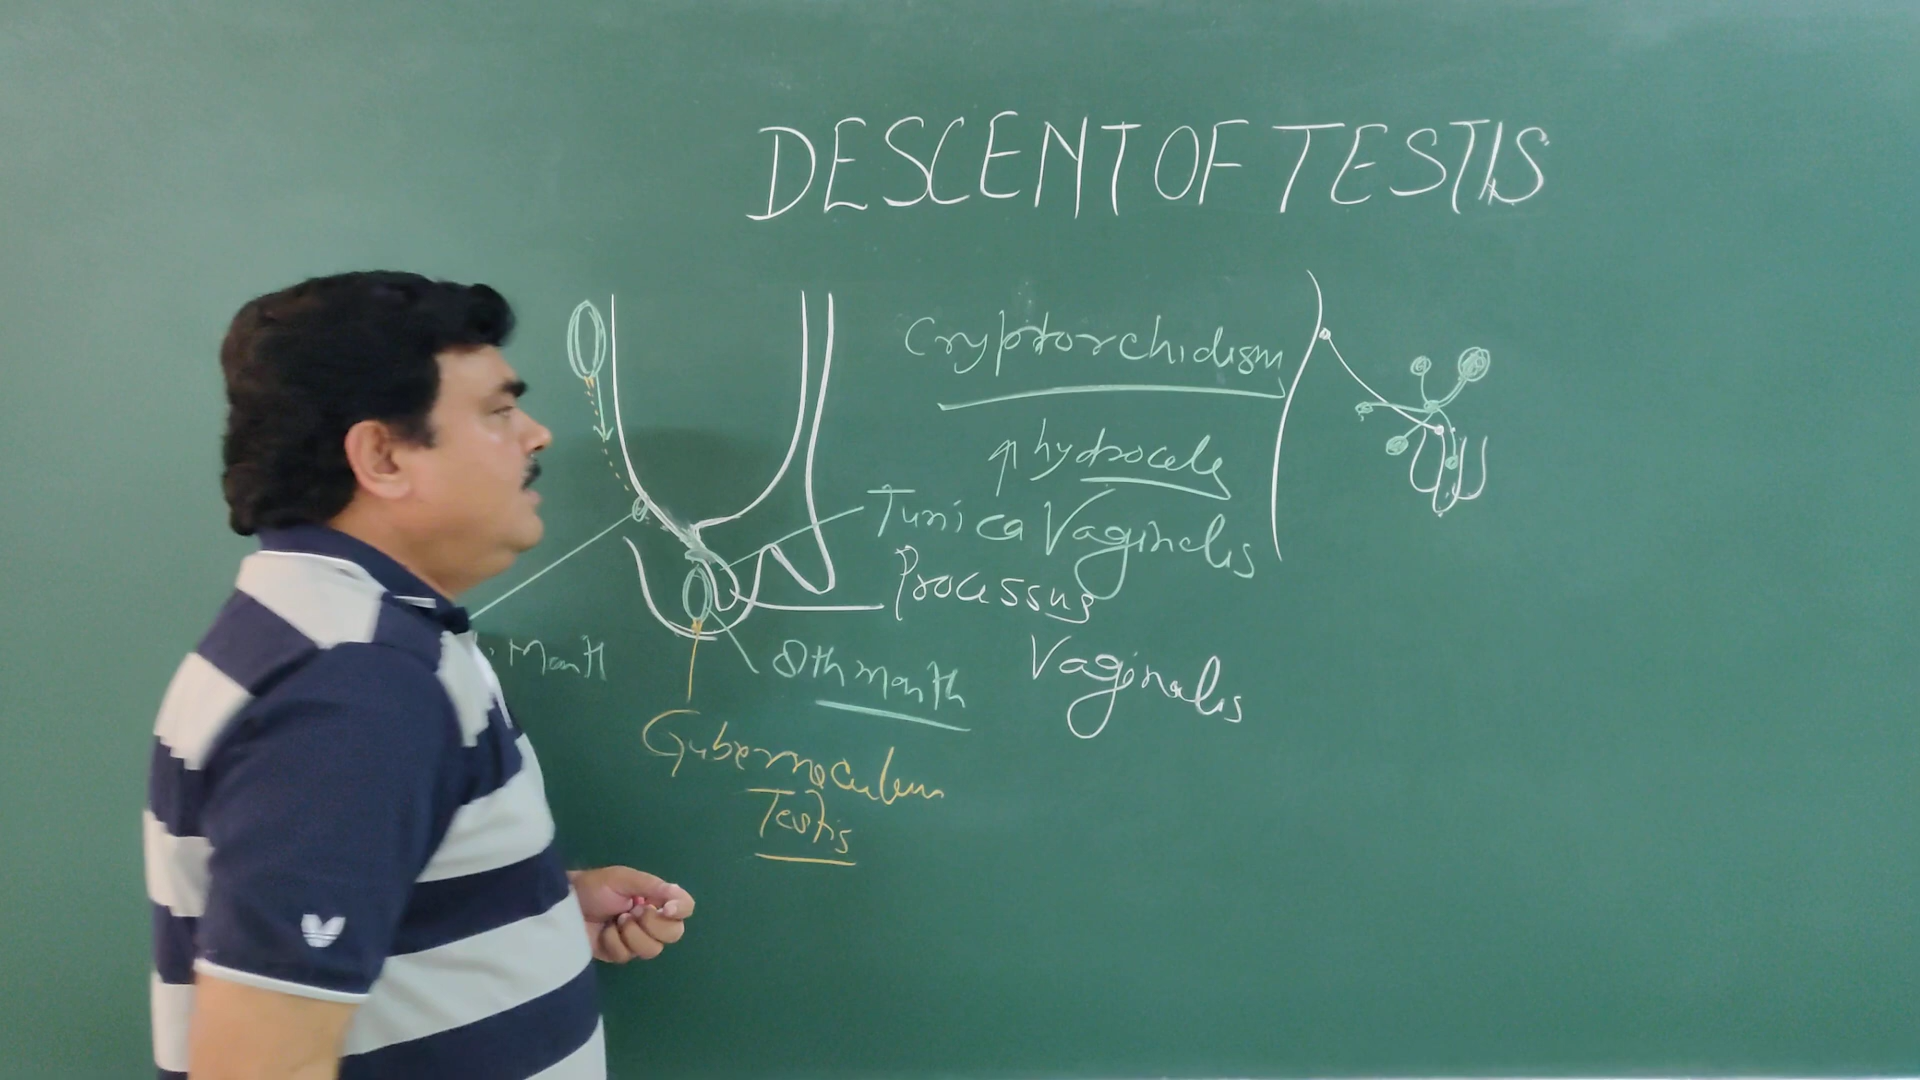 DESCENT OF TESTIS
Cryptorchidism
hydrocele
Tunica Vaginalis
Processus
Vaginalis
Month
8th month
Gubernaculum
Testis